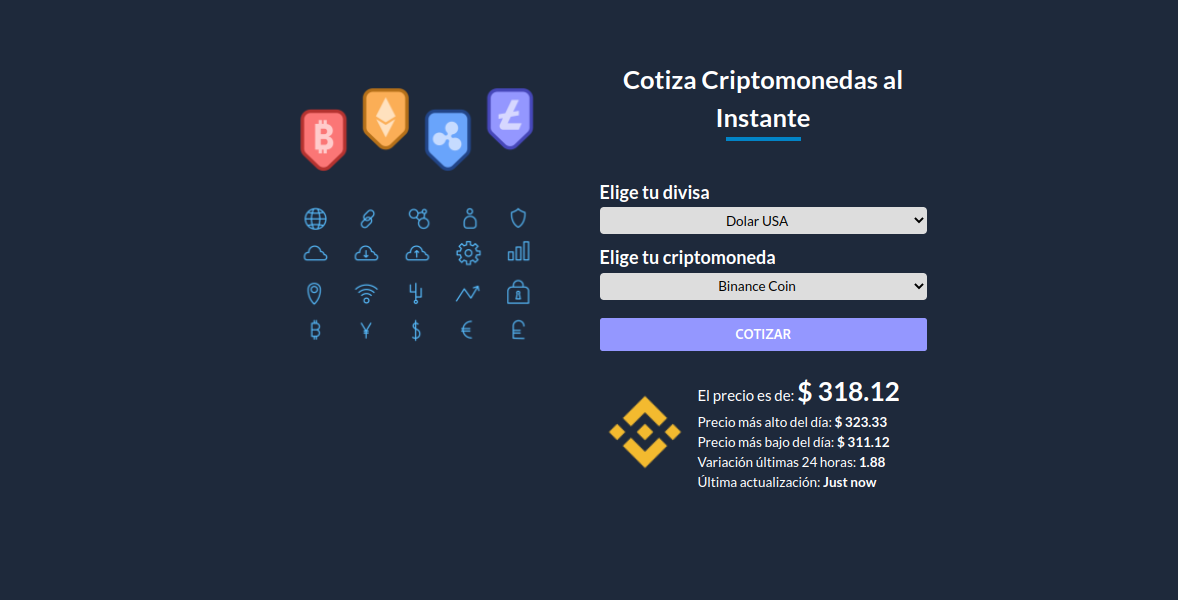 Cotiza Criptomonedas al
Instante
Elige tu divisa
Dolar USA
Elige tu criptomoneda
Binance Coin
COTIZAR
El precio es de: $ 318.12
Precio más alto del día: $ 323.33
Precio más bajo del día: $ 311.12
Variación últimas 24 horas: 1.88
Última actualización: Just now